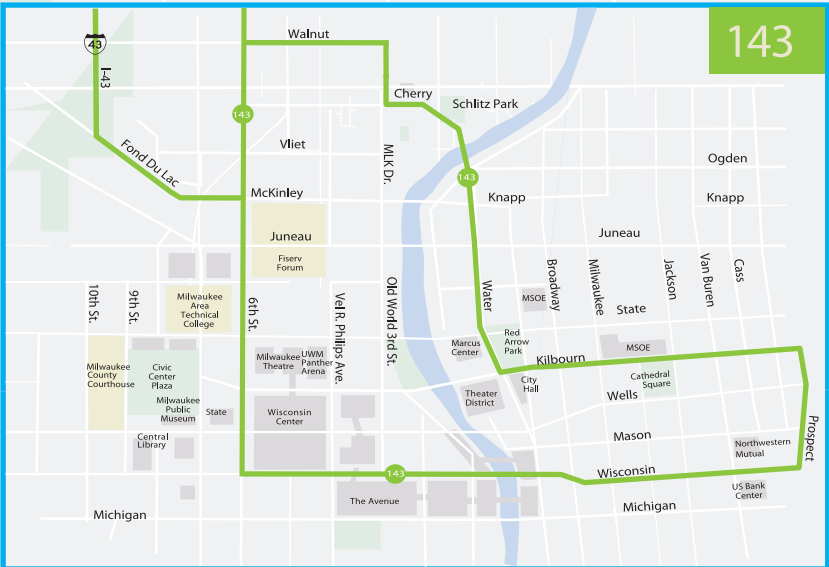 143
43
I-43
Walnut
Cherry
Schlitz Park
143
Fond Du Lac
Vliet
MLK Dr.
Ogden
143
McKinley
Knapp
Knapp
Juneau
Juneau
Fiserv
Forum
Broadway
Milwaukee
Jackson
Van Buren
Cass
10th St.
9th St.
Milwaukee
Area
Technical
College
6th St.
Vel R. Philips Ave.
Old World 3rd St.
Water
MSOE
State
Marcus
Center
Red
Arrow
Park
MSOE
Kilbourn
Milwaukee
County
Courthouse
Civic
Center
Plaza
Milwaukee
Theatre
UWM
Panther
Arena
City
Hall
Cathedral
Square
Milwaukee
Public
Museum
State
Wisconsin
Center
Theater
District
Wells
Central
Library
Mason
Northwestern
Mutual
Prospect
143
Wisconsin
US Bank
Center
The Avenue
Michigan
Michigan